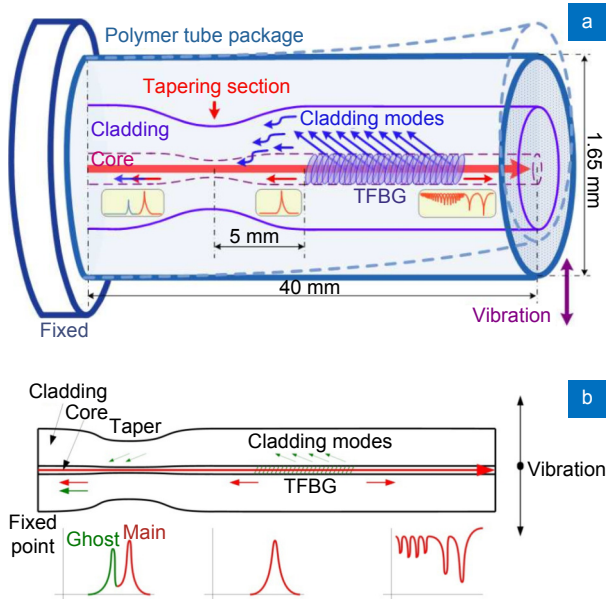 a
Polymer tube package
Tapering section
Cladding modes
Cladding
Core
TFBG
1.65 mm
5 mm
40 mm
Vibration
Fixed
b
Cladding
Core
Taper
Cladding modes
Vibration
TFBG
Fixed
point
Ghost
Main